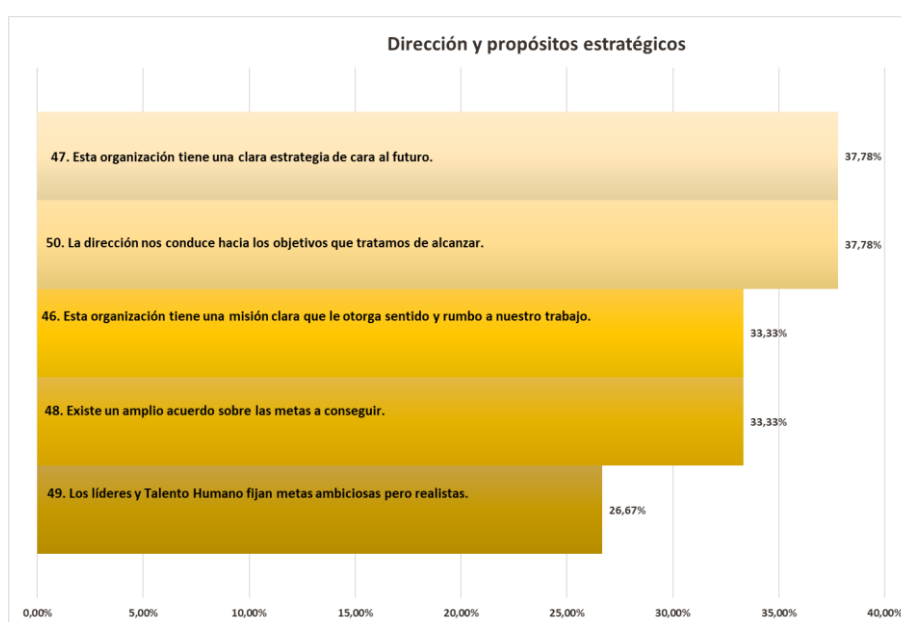 Dirección y propósitos estratégicos
47. Esta organización tiene una clara estrategia de cara al futuro.
37,78%
50. La dirección nos conduce hacia los objetivos que tratamos de alcanzar.
37,78%
46. Esta organización tiene una misión clara que le otorga sentido y rumbo a nuestro trabajo.
33,33%
48. Existe un amplio acuerdo sobre las metas a conseguir.
33,33%
49. Los líderes y Talento Humano fijan metas ambiciosas pero realistas.
26,67%
0,00% 5,00% 10,00% 15,00% 20,00% 25,00% 30,00% 35,00% 40,00%